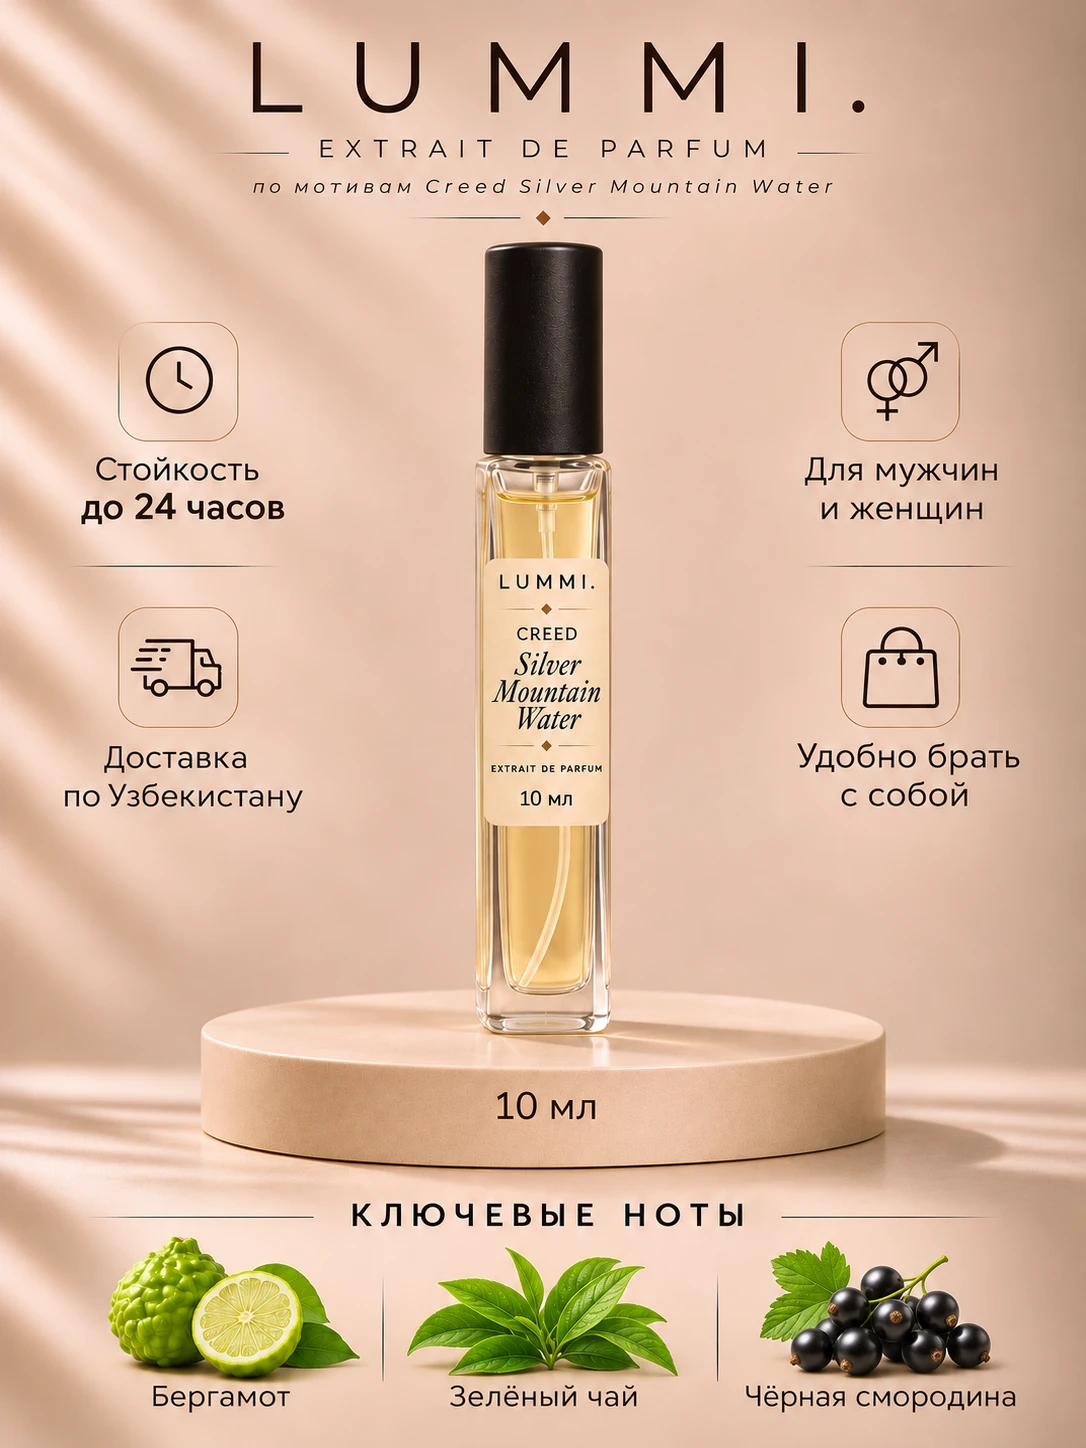 LUMMI.
EXTRAIT DE PARFUM
по мотивам Creed Silver Mountain Water
Стойкость
до 24 часов
Для мужчин
и женщин
Доставка
по Узбекистану
Удобно брать
с собой
LUMMI.
CREED
Silver
Mountain
Water
EXTRAIT DE PARFUM
10 мл
10 мл
КЛЮЧЕВЫЕ НОТЫ
Бергамот
Зелёный чай
Чёрная смородина